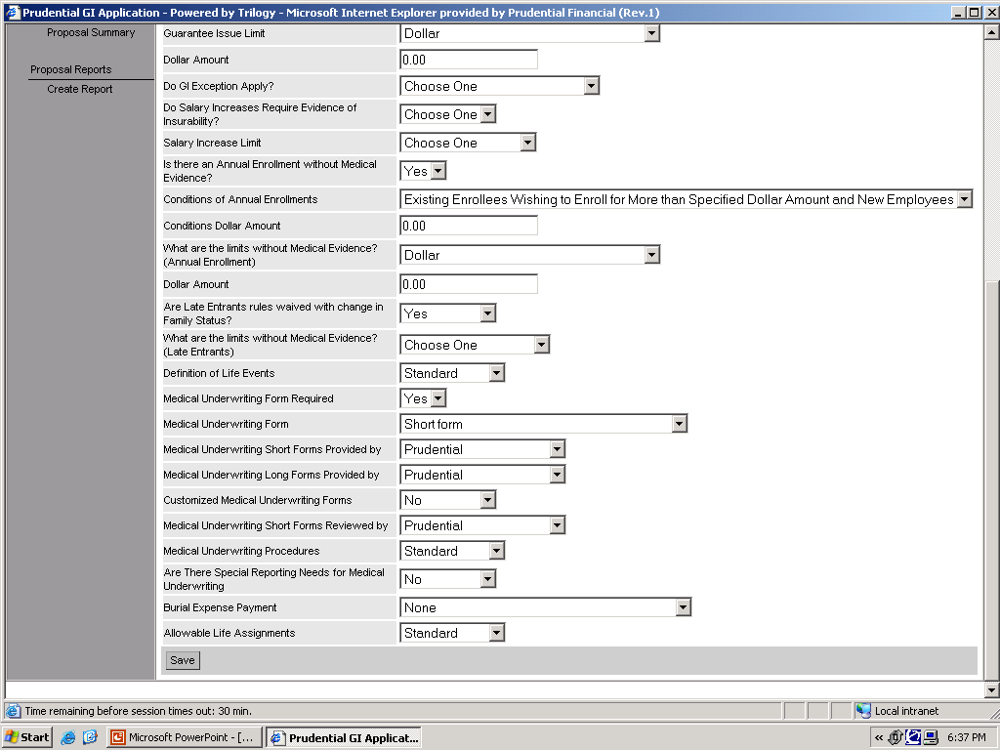 Prudential GI Application - Powered by Trilogy - Microsoft Internet Explorer provided by Prudential Financial (Rev.1)
Proposal Summary
Proposal Reports
Create Report
Guarantee Issue Limit Dollar
Dollar Amount 0.00
Do GI Exception Apply? Choose One
Do Salary Increases Require Evidence of
Insurability? Choose One
Salary Increase Limit Choose One
Is there an Annual Enrollment without Medical
Evidence? Yes
Conditions of Annual Enrollments Existing Enrollees Wishing to Enroll for More than Specified Dollar Amount and New Employees
Conditions Dollar Amount 0.00
What are the limits without Medical Evidence?
(Annual Enrollment) Dollar
Dollar Amount 0.00
Are Late Entrants rules waived with change in
Family Status? Yes
What are the limits without Medical Evidence?
(Late Entrants) Choose One
Definition of Life Events Standard
Medical Underwriting Form Required Yes
Medical Underwriting Form Short form
Medical Underwriting Short Forms Provided by Prudential
Medical Underwriting Long Forms Provided by Prudential
Customized Medical Underwriting Forms No
Medical Underwriting Short Forms Reviewed by Prudential
Medical Underwriting Procedures Standard
Are There Special Reporting Needs for Medical
Underwriting No
Burial Expense Payment None
Allowable Life Assignments Standard
Save
Time remaining before session times out: 30 min. Local intranet
Start Microsoft PowerPoint - [... Prudential GI Applicat... « 6:37 PM